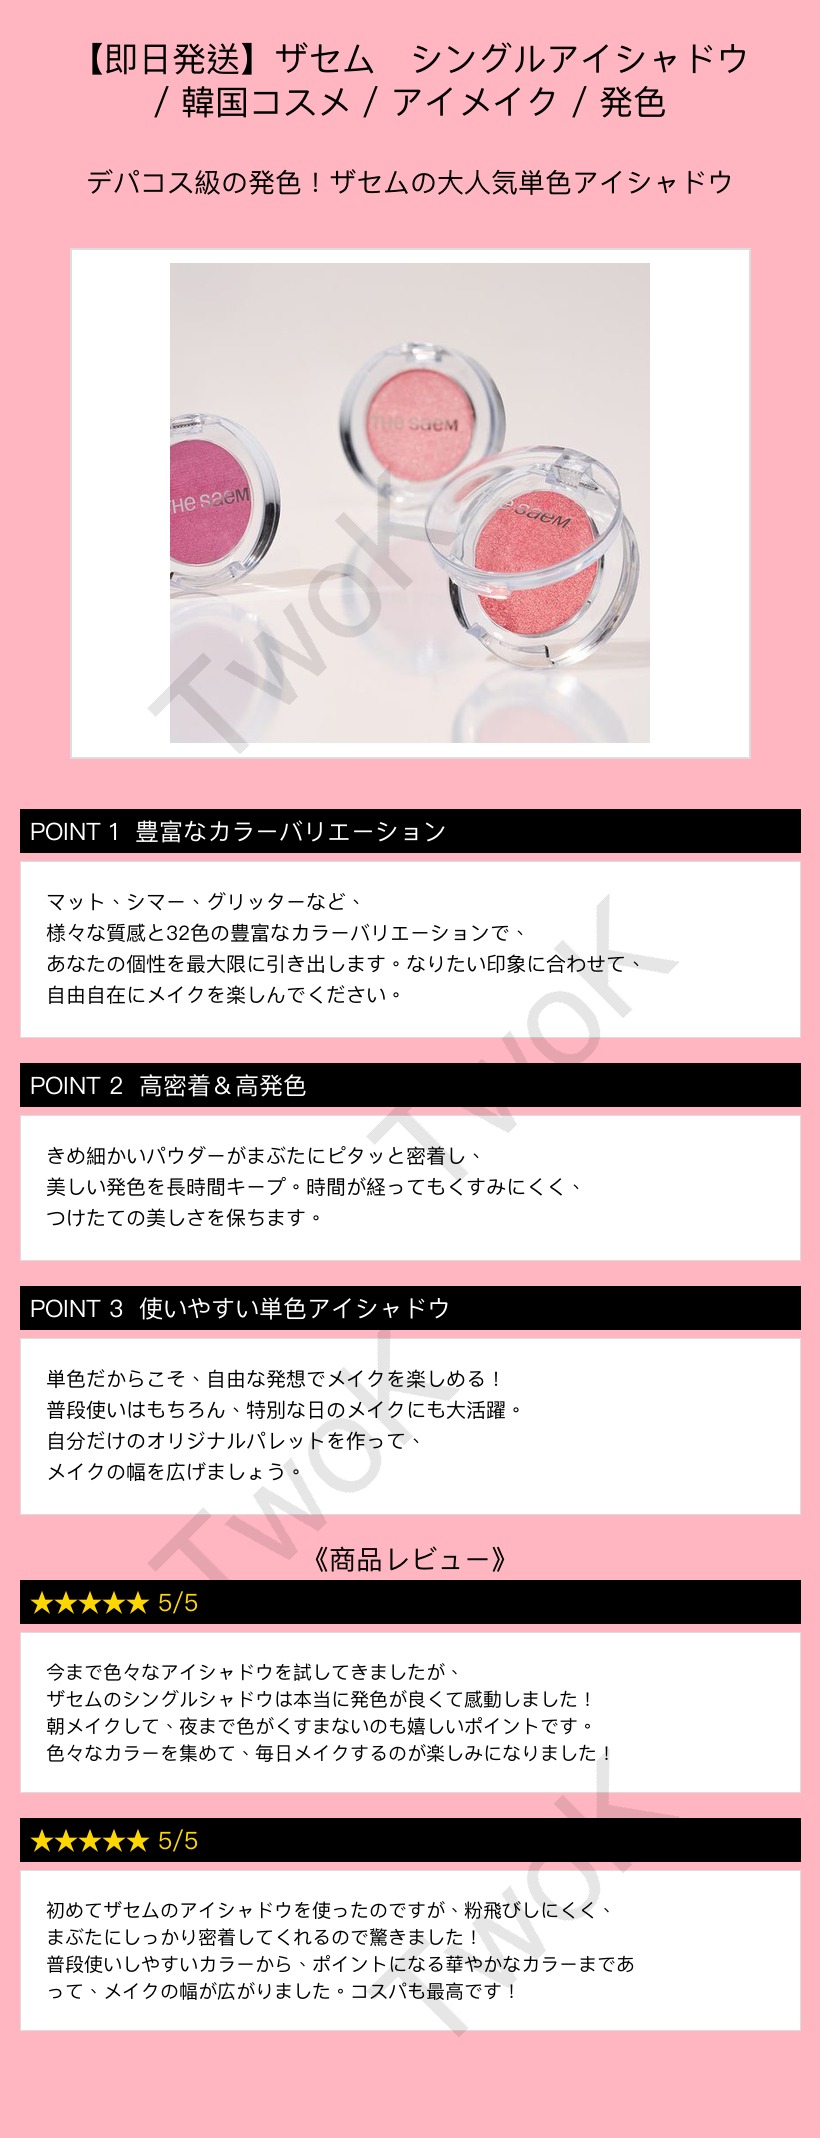 【即日発送】ザセム　シングルアイシャドウ
/ 韓国コスメ / アイメイク / 発色
デパコス級の発色！ザセムの大人気単色アイシャドウ
THE SAEM
THE SAEM
THE SAEM
TwoK
POINT 1 豊富なカラーバリエーション
マット、シマー、グリッターなど、
様々な質感と32色の豊富なカラーバリエーションで、
あなたの個性を最大限に引き出します。なりたい印象に合わせて、
自由自在にメイクを楽しんでください。
TwoK
POINT 2 高密着＆高発色
きめ細かいパウダーがまぶたにピタッと密着し、
美しい発色を長時間キープ。時間が経ってもくすみにくく、
つけたての美しさを保ちます。
POINT 3 使いやすい単色アイシャドウ
単色だからこそ、自由な発想でメイクを楽しめる！
普段使いはもちろん、特別な日のメイクにも大活躍。
自分だけのオリジナルパレットを作って、
メイクの幅を広げましょう。
TwoK
《商品レビュー》
★★★★★ 5/5
今まで色々なアイシャドウを試してきましたが、
ザセムのシングルシャドウは本当に発色が良くて感動しました！
朝メイクして、夜まで色がくすまないのも嬉しいポイントです。
色々なカラーを集めて、毎日メイクするのが楽しみになりました！
★★★★★ 5/5
初めてザセムのアイシャドウを使ったのですが、粉飛びしにくく、
まぶたにしっかり密着してくれるので驚きました！
普段使いしやすいカラーから、ポイントになる華やかなカラーまであ
って、メイクの幅が広がりました。コスパも最高です！
TwoK